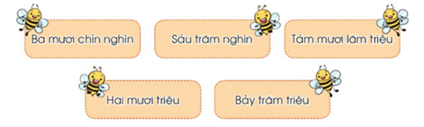 Ba mươi chín nghìn
Sáu trăm nghìn
Tám mươi lăm triệu
Hai mươi triệu
Bảy trăm triệu